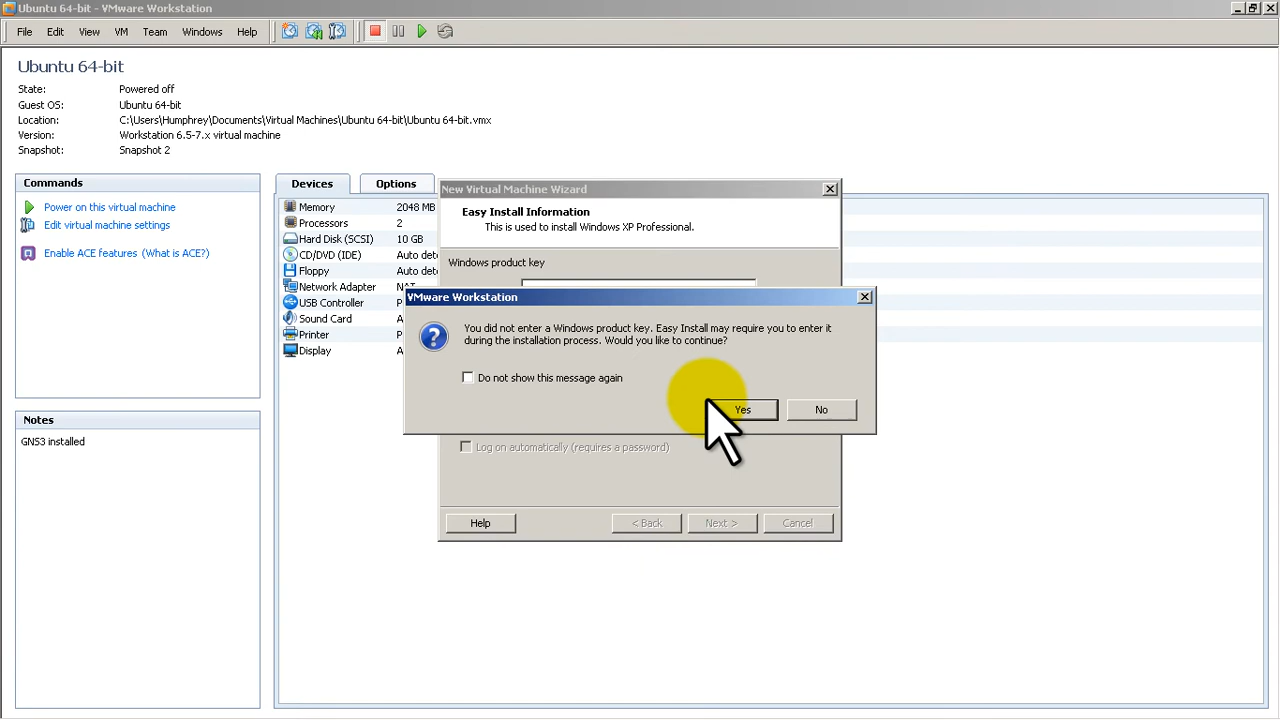 Ubuntu 64-bit - VMware Workstation
File Edit View VM Team Windows Help
Ubuntu 64-bit
State: Powered off
Guest OS: Ubuntu 64-bit
Location: C:\Users\Humphrey\Documents\Virtual Machines\Ubuntu 64-bit\Ubuntu 64-bit.vmx
Version: Workstation 6.5-7.x virtual machine
Snapshot: Snapshot 2
Commands
Power on this virtual machine
Edit virtual machine settings
Enable ACE features (What is ACE?)
Notes
GNS3 installed
Devices Options
Memory 2048 MB
Processors 2
Hard Disk (SCSI) 10 GB
CD/DVD (IDE) Auto det
Floppy Auto det
Network Adapter NAT
USB Controller P
Sound Card A
Printer P
Display A
New Virtual Machine Wizard
Easy Install Information
This is used to install Windows XP Professional.
Windows product key
VMware Workstation
You did not enter a Windows product key. Easy Install may require you to enter it
during the installation process. Would you like to continue?
Do not show this message again
Yes No
Log on automatically (requires a password)
Help < Back Next > Cancel